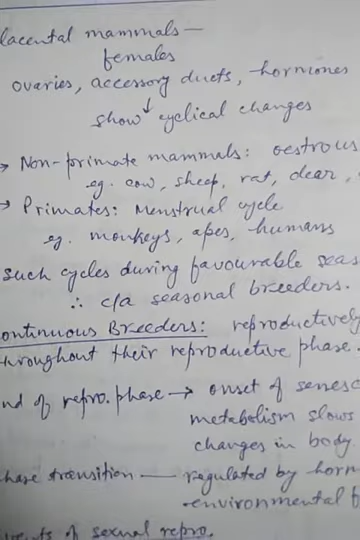 lacental mammals —
females
ovaries, accessory ducts, hormones
↓
show cyclical changes
→ Non-primate mammals: oestrous
eg. cow, sheep, rat, dear,
→ Primates: Menstrual cycle
eg. monkeys, apes, humans
such cycles during favourable seas
∴ c/a seasonal breeders.
ontinuous Breeders: reproductively
throughout their reproductive phase.
nd of repro. phase → onset of senesc
metabolism slows
changes in body
hase transition — regulated by horm
environmental f
ents of sexual repro.